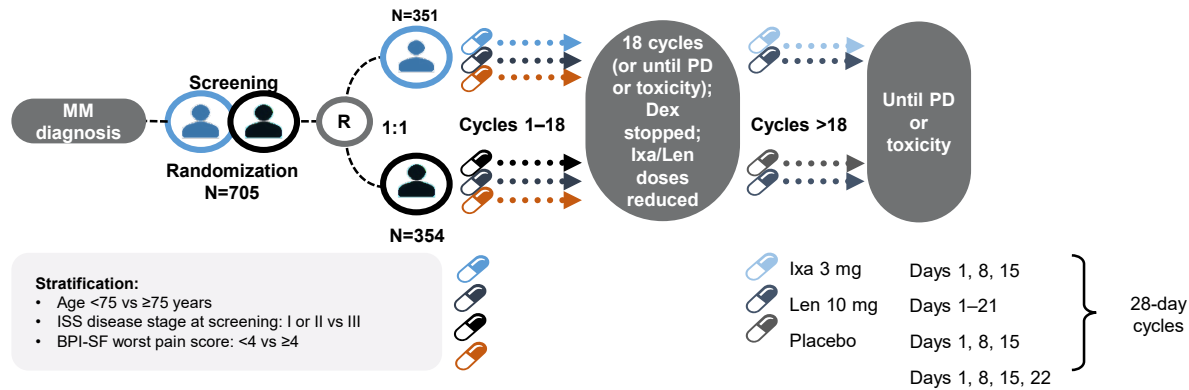 N=351
Screening
MM
diagnosis
R
1:1
Randomization
N=705
N=354
Cycles 1–18
18 cycles
(or until PD
or toxicity);
Dex
stopped;
Ixa/Len
doses
reduced
Cycles >18
Until PD
or
toxicity
Stratification:
• Age <75 vs ≥75 years
• ISS disease stage at screening: I or II vs III
• BPI-SF worst pain score: <4 vs ≥4
Ixa 3 mg
Len 10 mg
Placebo
Days 1, 8, 15
Days 1–21
Days 1, 8, 15
Days 1, 8, 15, 22
28-day
cycles